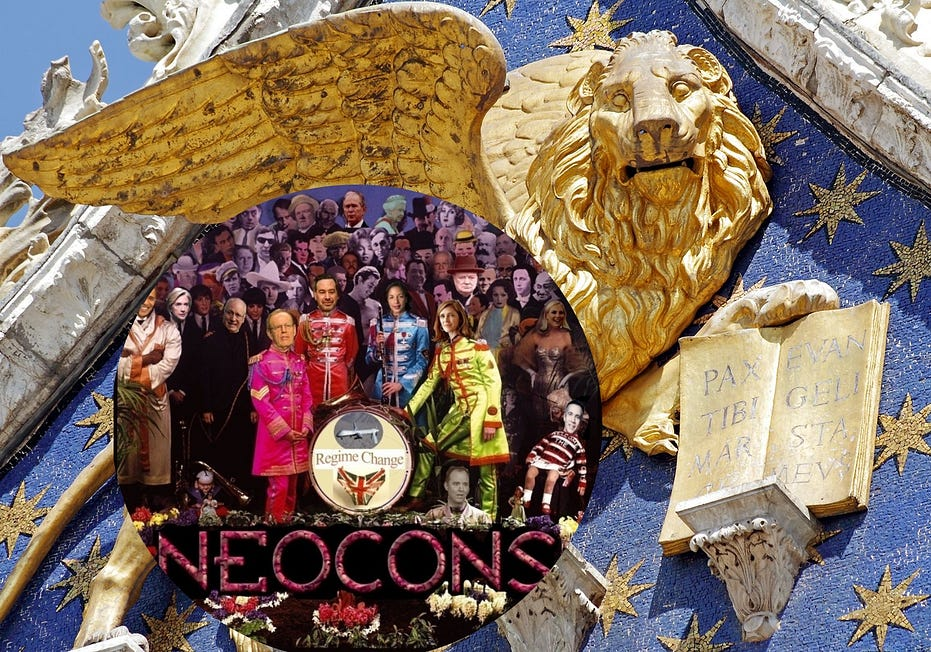 PAX
TIBI
MAR
EVAN
GELI
STA.
MEVS
Regime Change
NEOCONS